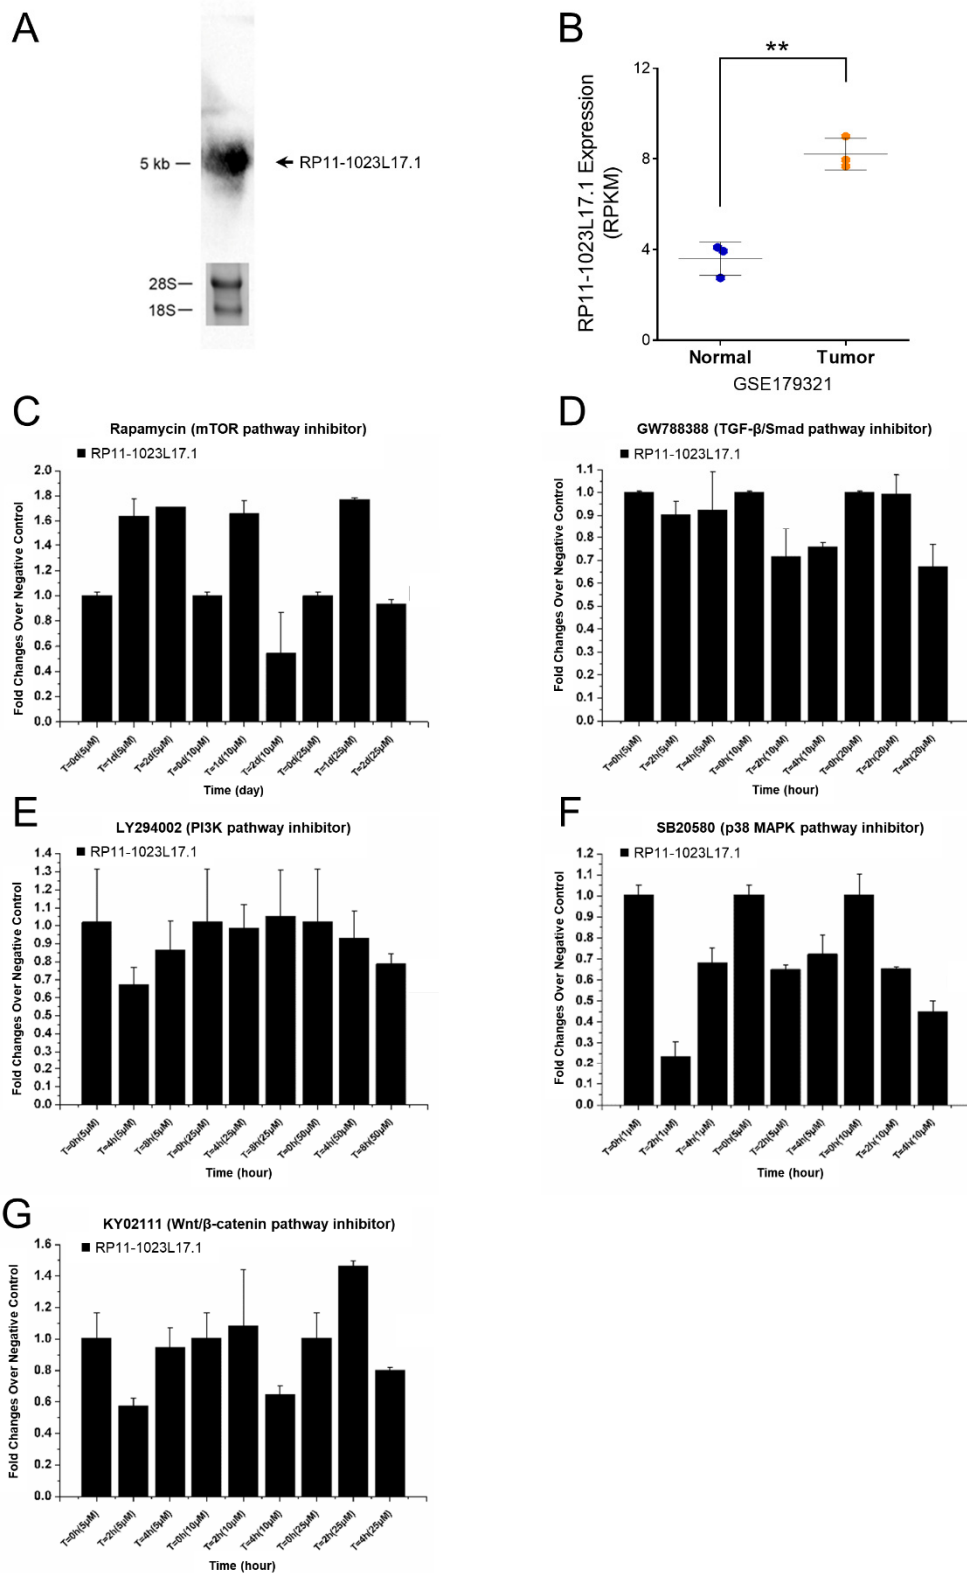 A
5 kb
RP11-1023L17.1
28S
18S
B
**
12
8
4
0
RP11-1023L17.1 Expression
(RPKM)
Normal Tumor
GSE179321
C
Rapamycin (mTOR pathway inhibitor)
RP11-1023L17.1
2.0
1.8
1.6
1.4
1.2
1.0
0.8
0.6
0.4
0.2
0.0
Fold Changes Over Negative Control
T=0d(5μM) T=1d(5μM) T=2d(5μM) T=0d(10μM) T=1d(10μM) T=2d(10μM) T=0d(25μM) T=1d(25μM) T=2d(25μM)
Time (day)
D
GW788388 (TGF-β/Smad pathway inhibitor)
RP11-1023L17.1
1.1
1.0
0.9
0.8
0.7
0.6
0.5
0.4
0.3
0.2
0.1
0.0
Fold Changes Over Negative Control
T=0h(5μM) T=2h(5μM) T=4h(5μM) T=0h(10μM) T=2h(10μM) T=4h(10μM) T=0h(20μM) T=2h(20μM) T=4h(20μM)
Time (hour)
E
LY294002 (PI3K pathway inhibitor)
RP11-1023L17.1
1.4
1.3
1.2
1.1
1.0
0.9
0.8
0.7
0.6
0.5
0.4
0.3
0.2
0.1
0.0
Fold Changes Over Negative Control
T=0h(5μM) T=4h(5μM) T=8h(5μM) T=0h(25μM) T=4h(25μM) T=8h(25μM) T=0h(50μM) T=4h(50μM) T=8h(50μM)
Time (hour)
F
SB20580 (p38 MAPK pathway inhibitor)
RP11-1023L17.1
1.2
1.1
1.0
0.9
0.8
0.7
0.6
0.5
0.4
0.3
0.2
0.1
0.0
Fold Changes Over Negative Control
T=0h(1μM) T=2h(1μM) T=4h(1μM) T=0h(5μM) T=2h(5μM) T=4h(5μM) T=0h(10μM) T=2h(10μM) T=4h(10μM)
Time (hour)
G
KY02111 (Wnt/β-catenin pathway inhibitor)
RP11-1023L17.1
1.6
1.4
1.2
1.0
0.8
0.6
0.4
0.2
0.0
Fold Changes Over Negative Control
T=0h(5μM) T=2h(5μM) T=4h(5μM) T=0h(10μM) T=2h(10μM) T=4h(10μM) T=0h(25μM) T=2h(25μM) T=4h(25μM)
Time (hour)